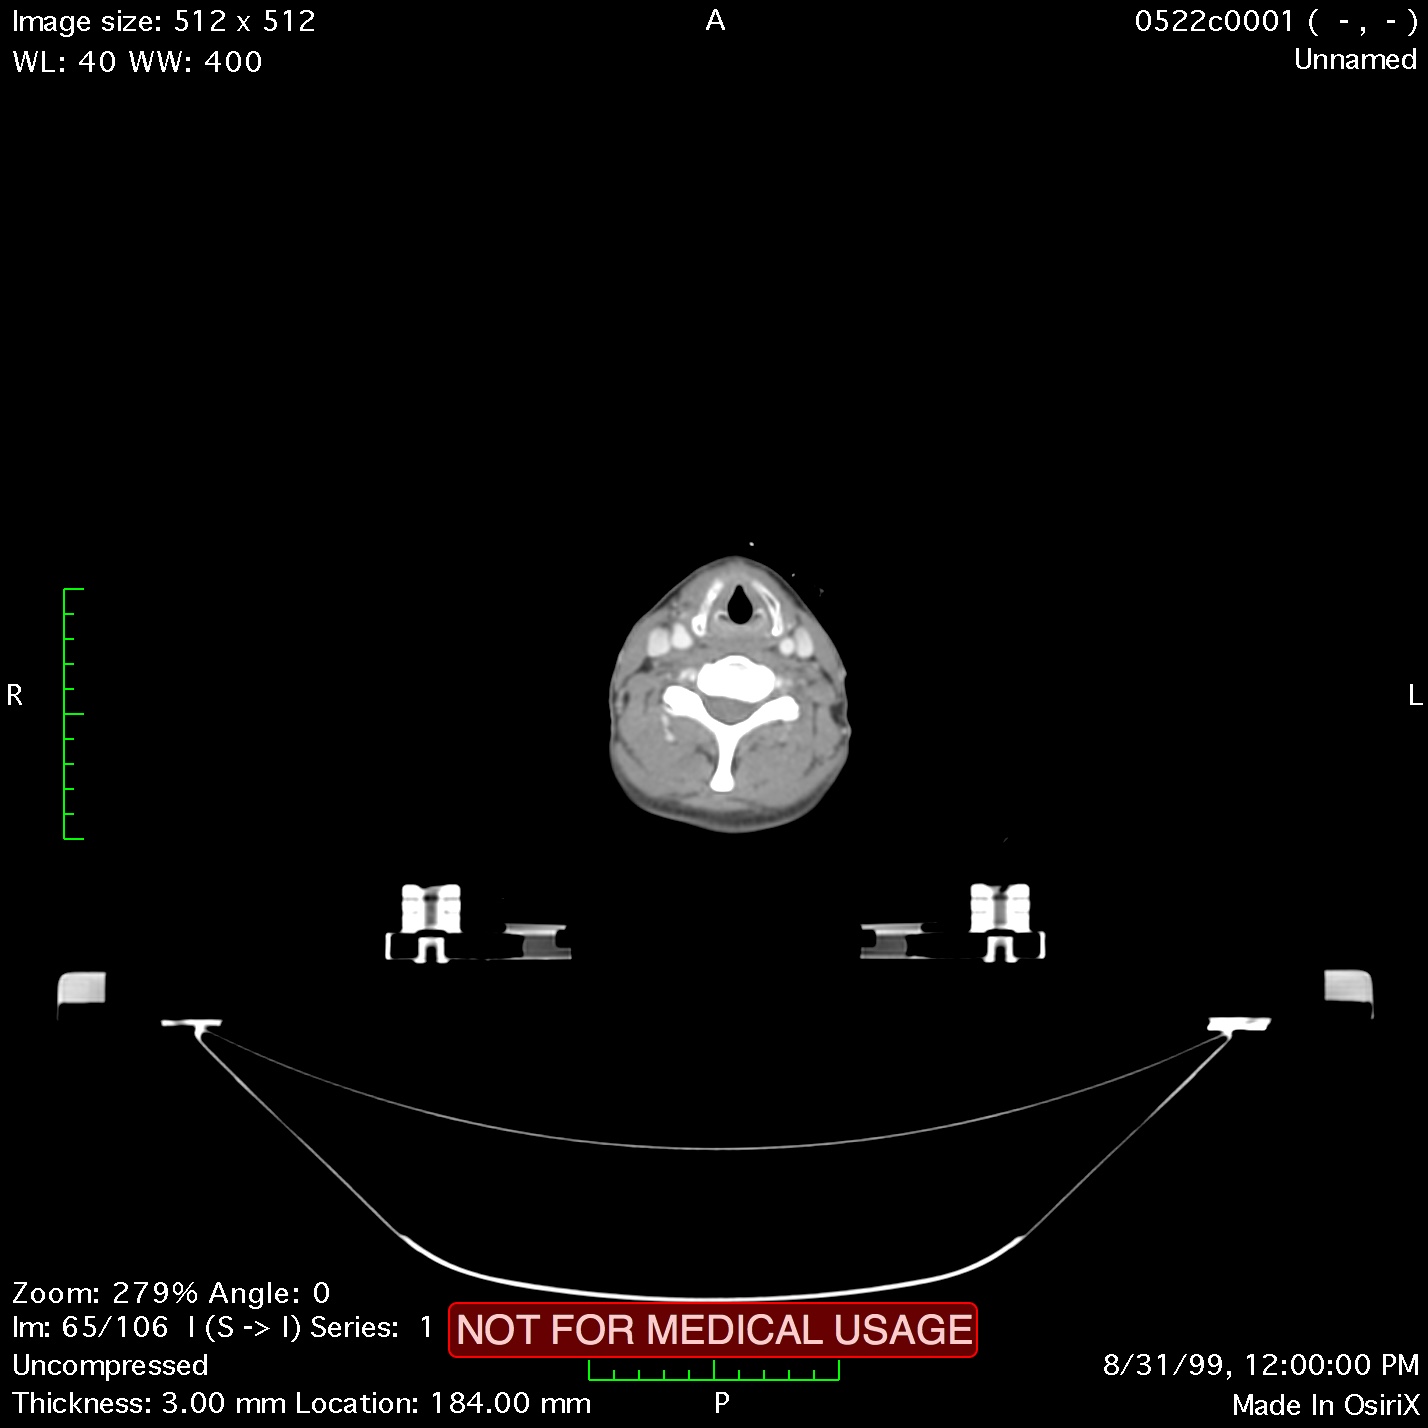 Image size: 512 x 512
WL: 40 WW: 400
A
0522c0001 ( - , - )
Unnamed
R
L
Zoom: 279% Angle: 0
Im: 65/106 I (S -> I) Series: 1
Uncompressed
Thickness: 3.00 mm Location: 184.00 mm
NOT FOR MEDICAL USAGE
P
8/31/99, 12:00:00 PM
Made In OsiriX